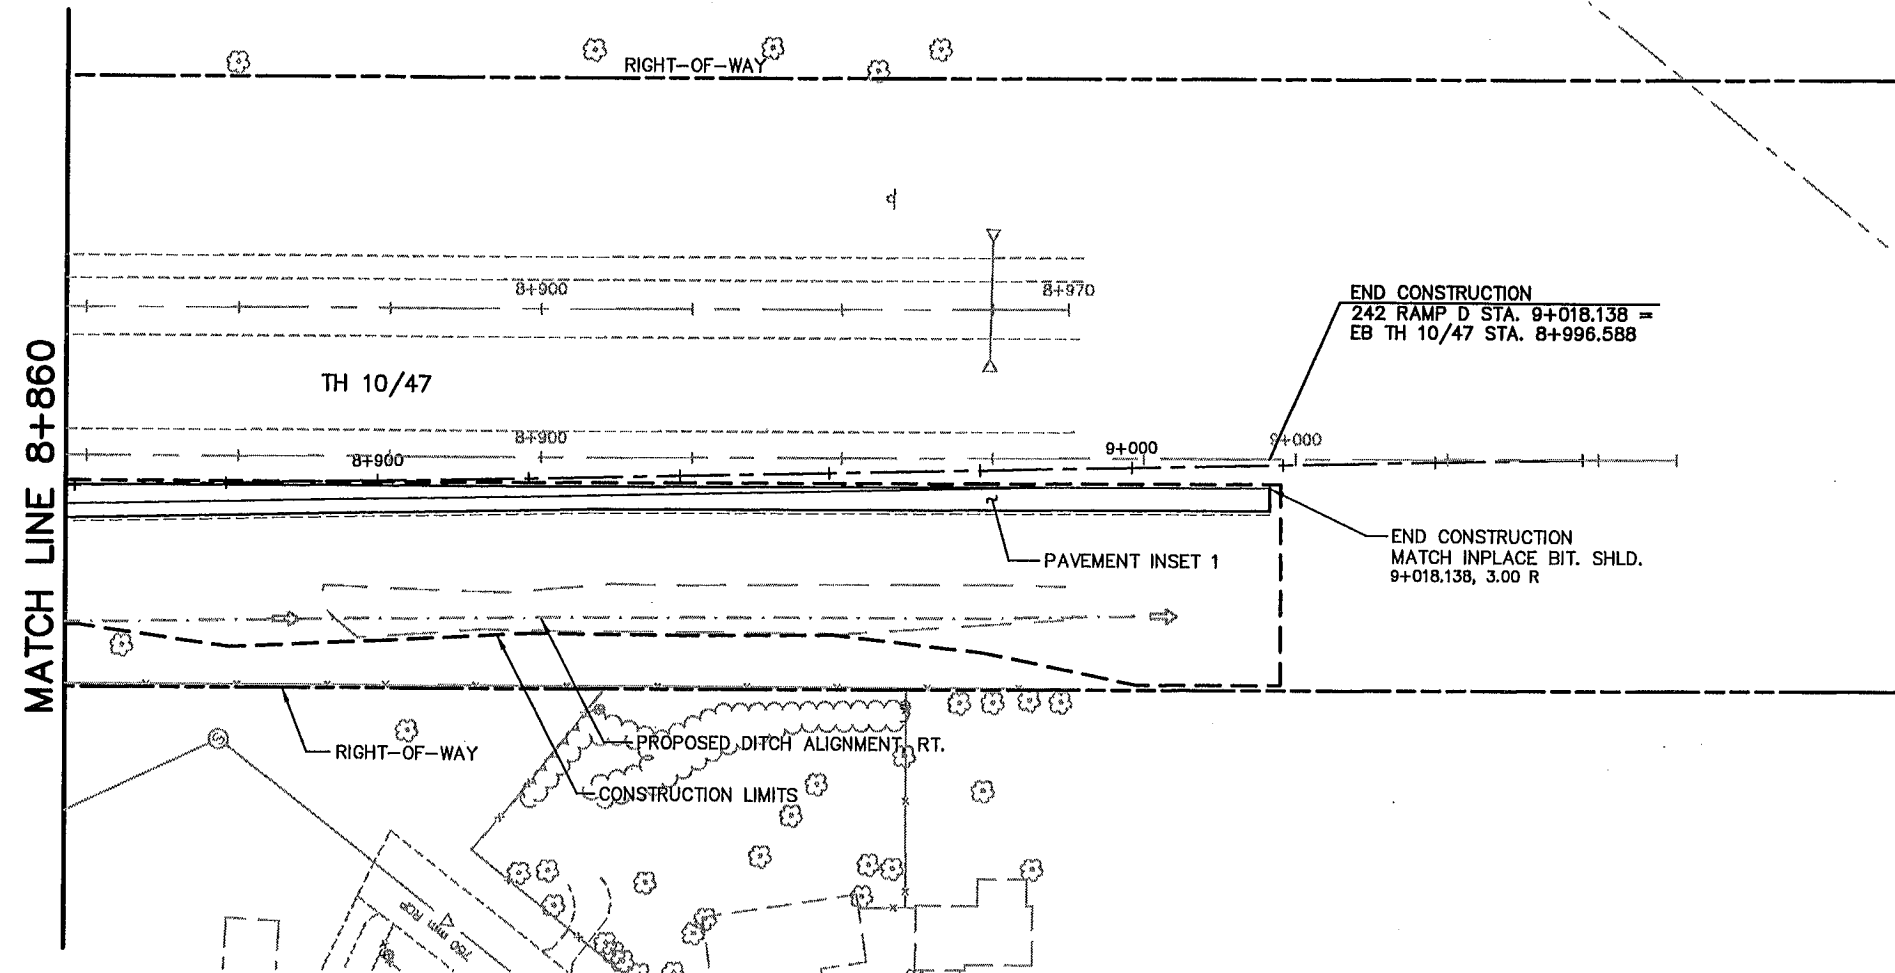 RIGHT-OF-WAY
8+900
8+970
END CONSTRUCTION
242 RAMP D STA. 9+018.138 =
EB TH 10/47 STA. 8+996.588
TH 10/47
MATCH LINE 8+860
8+900
8+900
9+000
9+000
END CONSTRUCTION
MATCH INPLACE BIT. SHLD.
9+018.138, 3.00 R
PAVEMENT INSET 1
RIGHT-OF-WAY
PROPOSED DITCH ALIGNMENT, RT.
CONSTRUCTION LIMITS
S
750 mm RCP